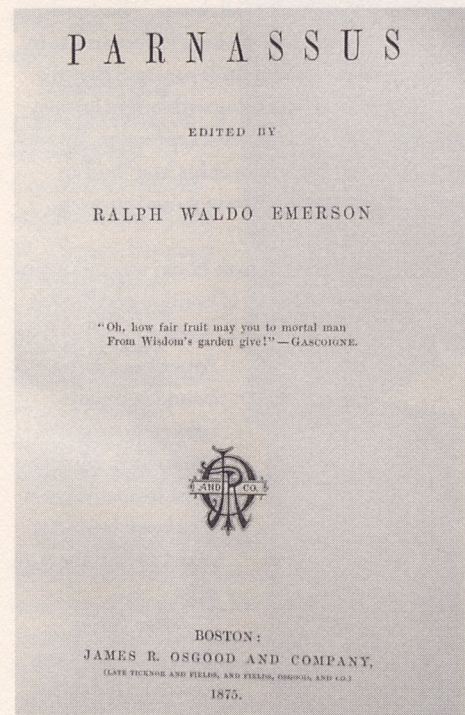 PARNASSUS
EDITED BY
RALPH WALDO EMERSON
“Oh, how fair fruit may you to mortal man
From Wisdom's garden give!”—GASCOIGNE.
AND CO.
BOSTON:
JAMES R. OSGOOD AND COMPANY,
(LATE TICKNOR AND FIELDS, AND FIELDS, OSGOOD, AND CO.)
1875.